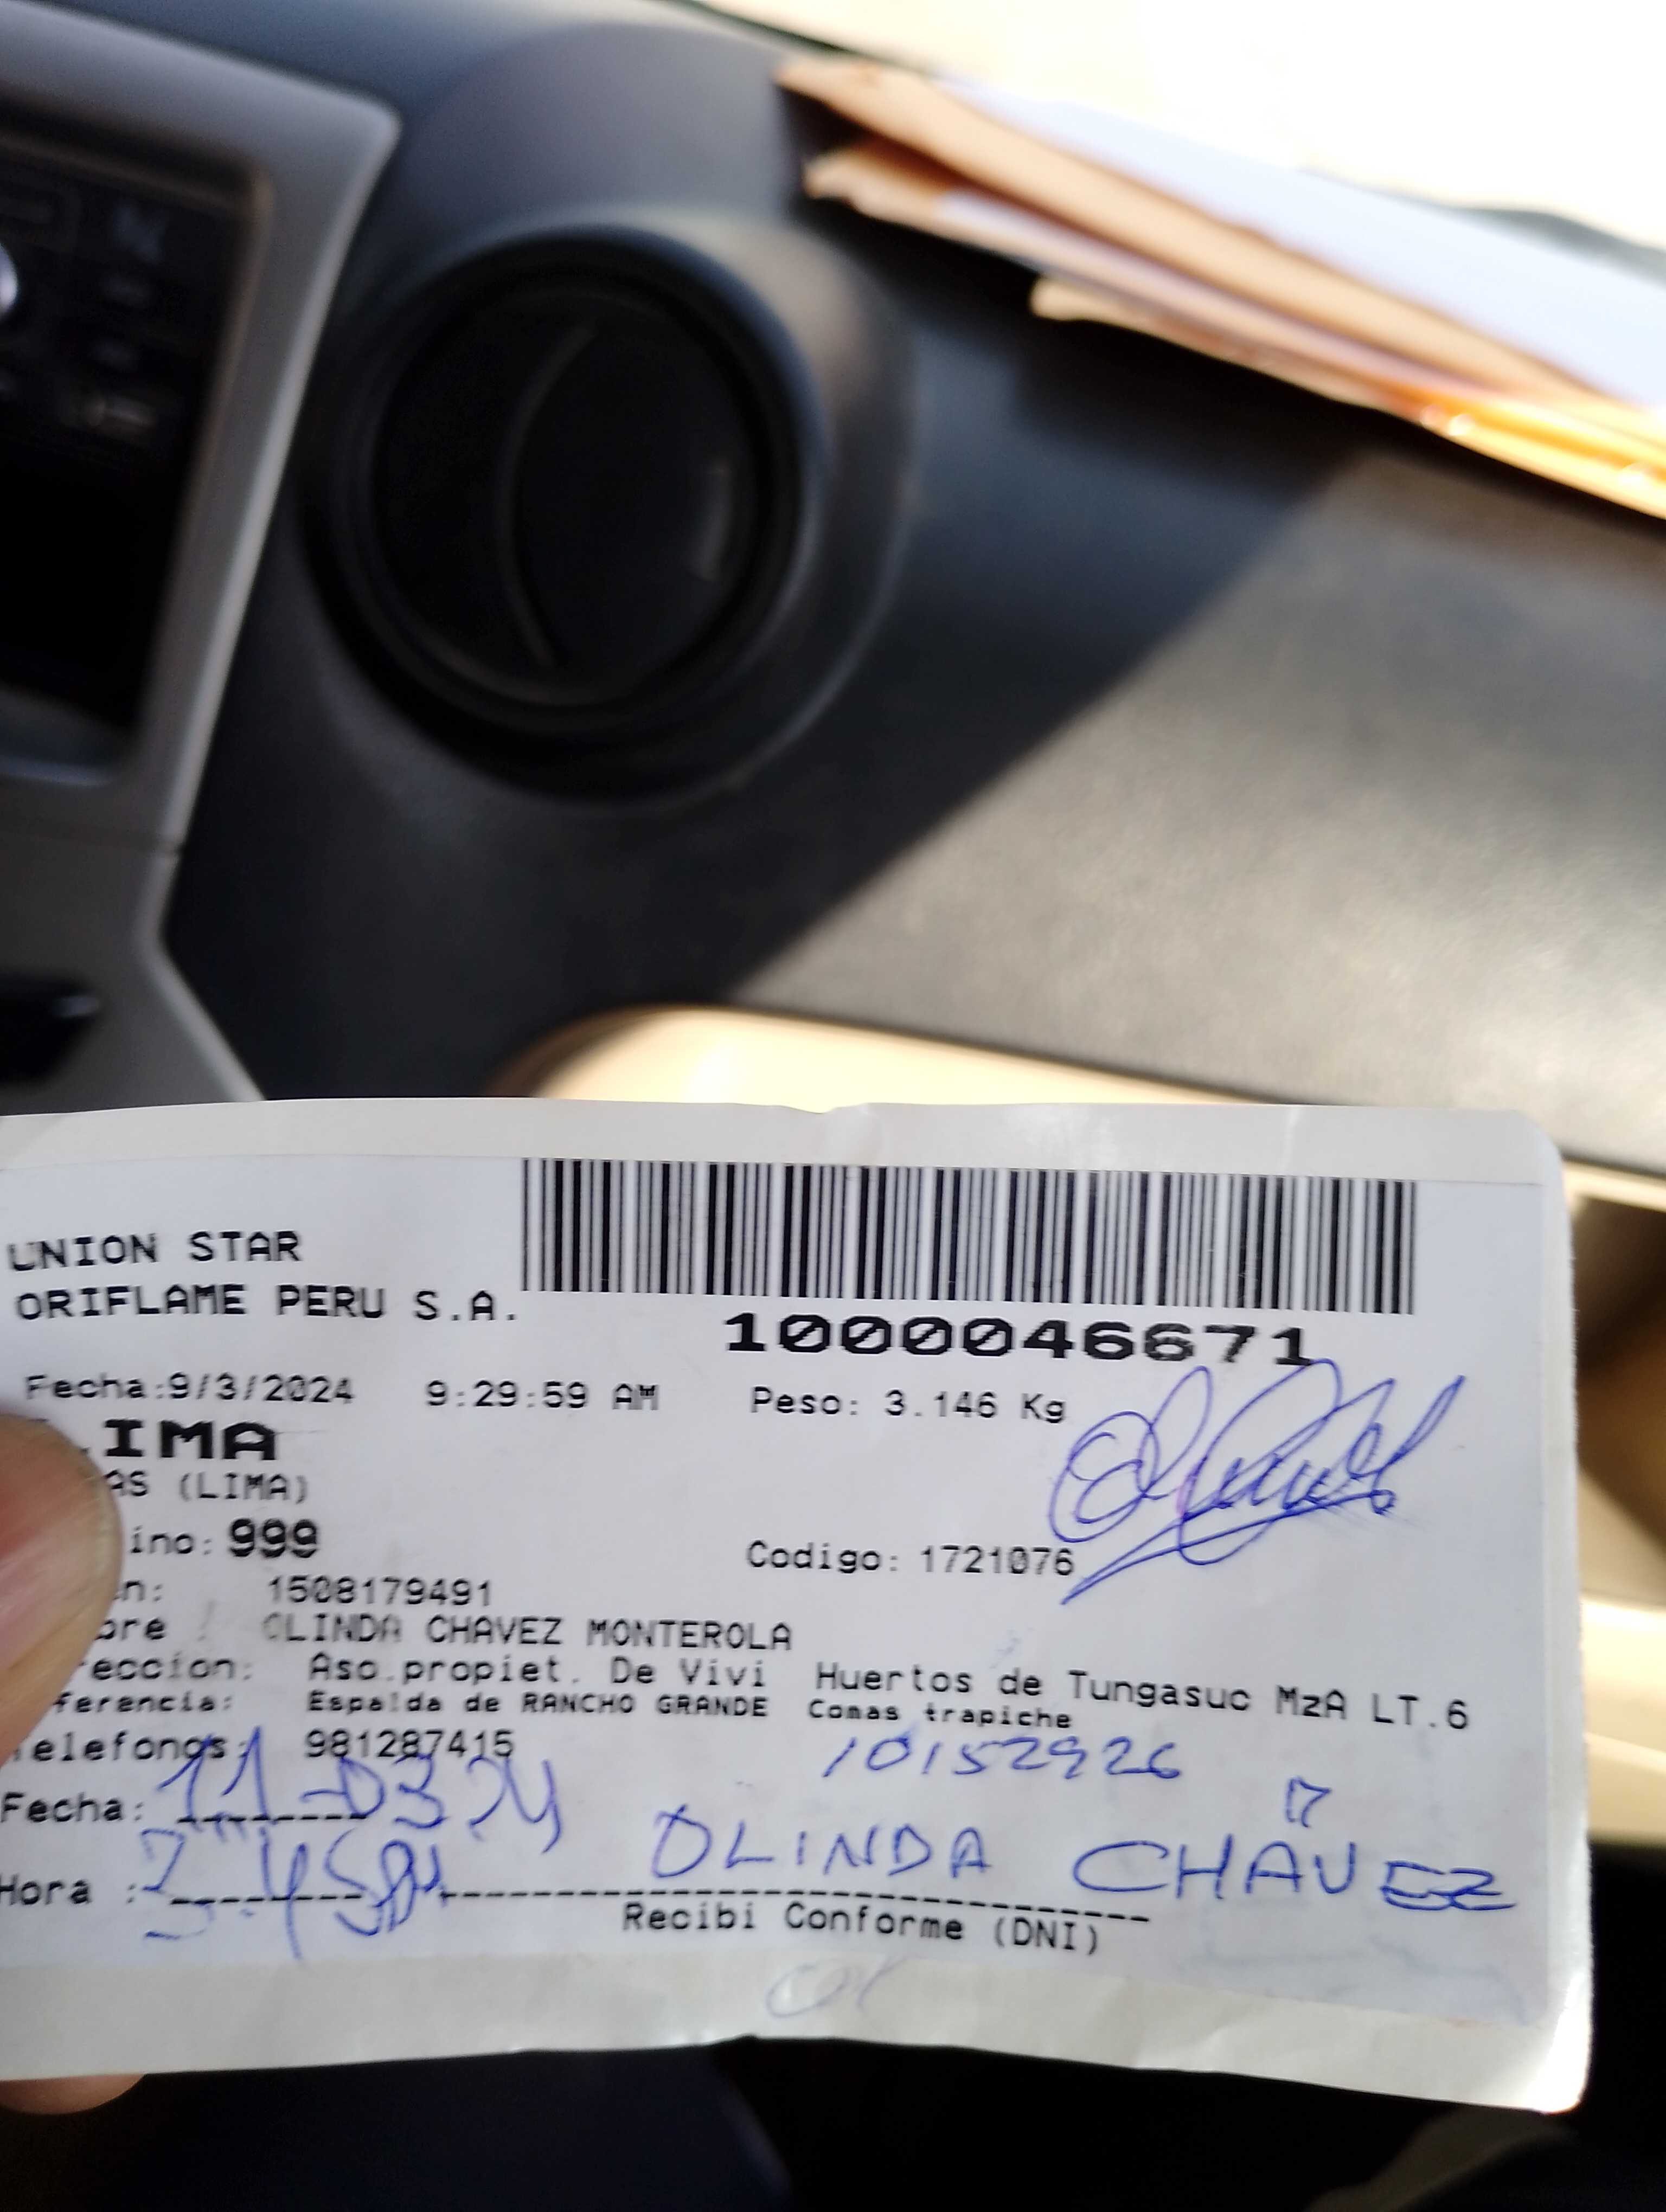 UNION STAR
ORIFLAME PERU S.A.
1000046671
Fecha:9/3/2024 9:29:59 AM Peso: 3.146 Kg
LIMA
AS (LIMA)
ino: 999 Codigo: 1721076
n: 1508179491
bre : OLINDA CHAVEZ MONTEROLA
reccion: Aso.propiet. De Vivi Huertos de Tungasuc MzA LT.6
ferencia: Espalda de RANCHO GRANDE Comas trapiche
Telefonos: 981287415 10152926
Fecha: 11-03-24
OLINDA CHAVEZ
Hora :
Recibi Conforme (DNI)